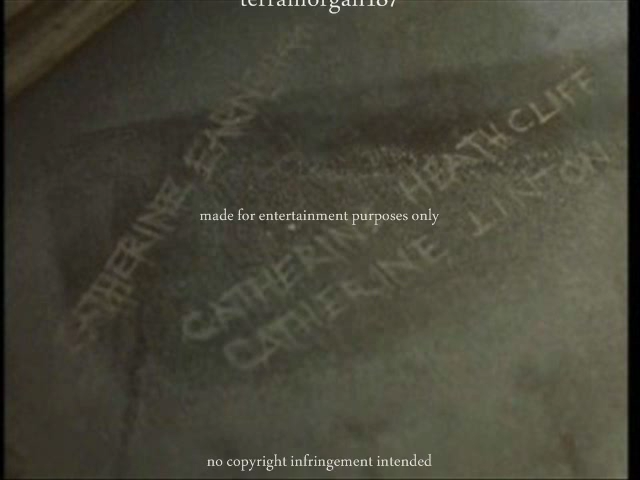 terramorgan187
CATHERINE EARNSHAW
CATHERINE HEATHCLIFF
CATHERINE LINTON
made for entertainment purposes only
no copyright infringement intended